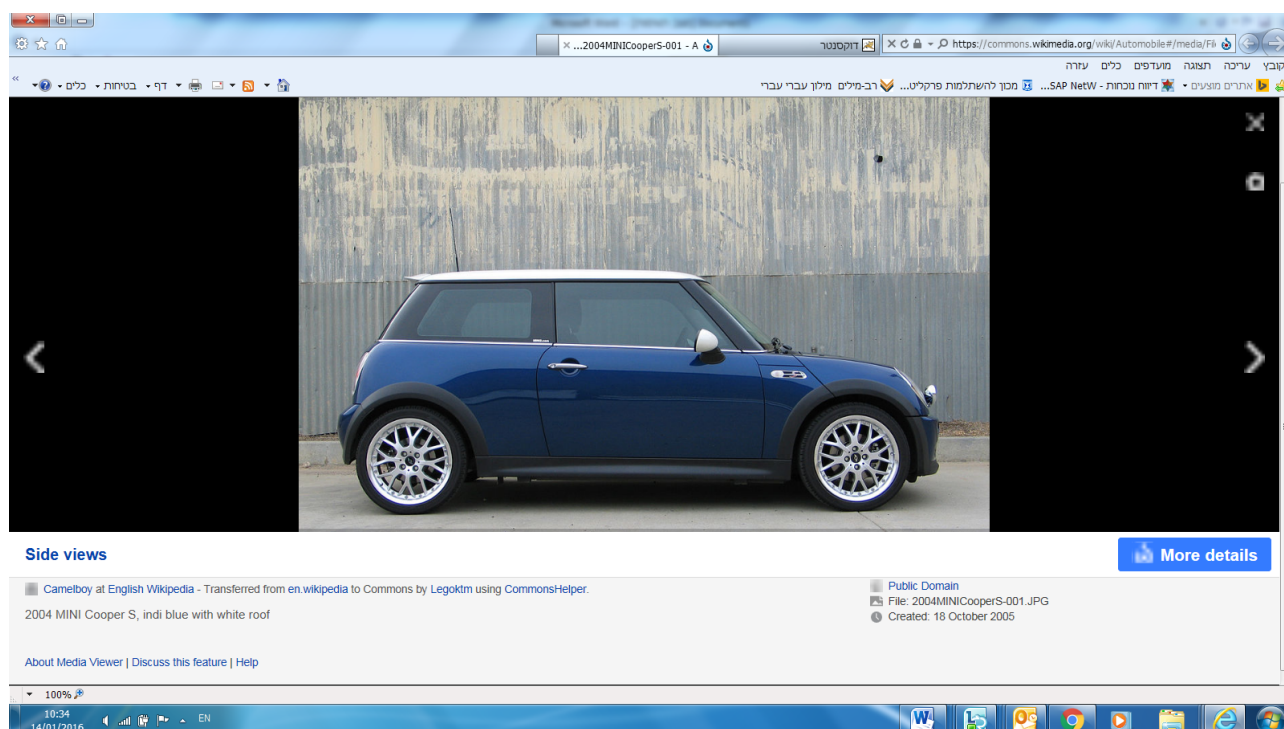 ×...2004MINICooperS-001 - A
דוקסנטר
https://commons.wikimedia.org/wiki/Automobile#/media/Fil
קובץ עריכה תצוגה מועדפים כלים עזרה
אתרים מוצעים
דיווח נוכחות - SAP NetW...
מכון להשתלמות פרקליט...
רב-מילים מילון עברי עברי
דף
בטיחות
כלים
Side views
More details
Camelboy at English Wikipedia - Transferred from en.wikipedia to Commons by Legoktm using CommonsHelper.
Public Domain
File: 2004MINICooperS-001.JPG
2004 MINI Cooper S, indi blue with white roof
Created: 18 October 2005
About Media Viewer | Discuss this feature | Help
100%
10:34
EN
14/01/2016